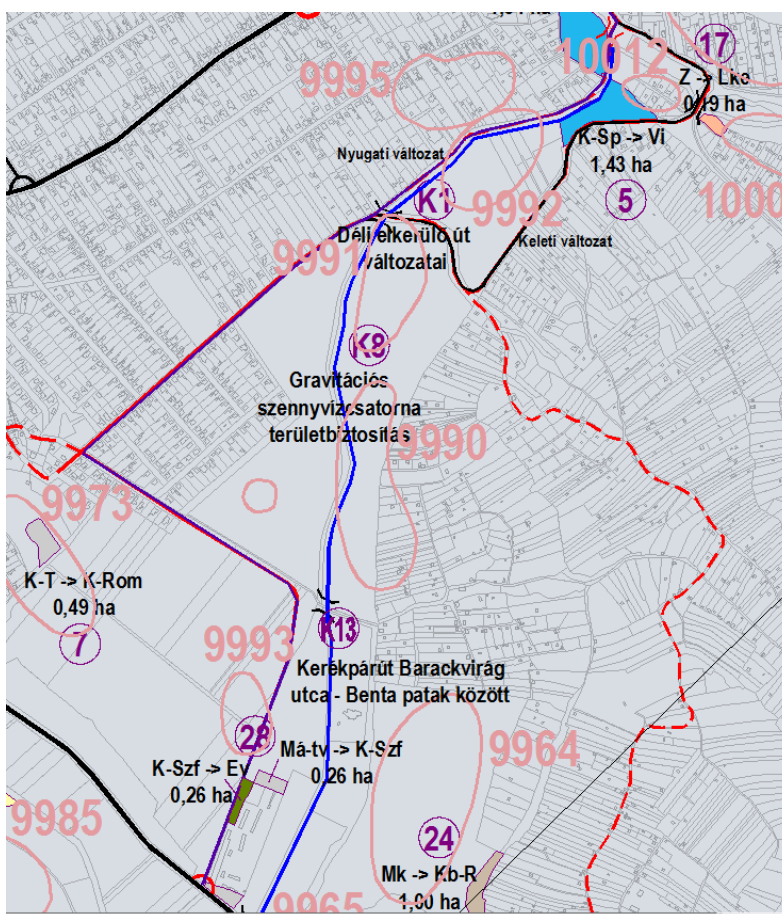 17
9995
10012
Z -> Lke
0,19 ha
K-Sp -> Vi
1,43 ha
Nyugati változat
K1
9992
5
1000
Déli elkerülő út
változatai
9991
Keleti változat
K8
Gravitációs
szennyvízcsatorna
területbiztosítás
9990
9973
K-T -> K-Rom
0,49 ha
7
K13
9993
Kerékpárút Barackvirág
utca - Benta patak között
28
Má-tv -> K-Szf
0,26 ha
9964
K-Szf -> Ev
0,26 ha
9985
24
Mk -> Kb-R
1,00 ha
9965